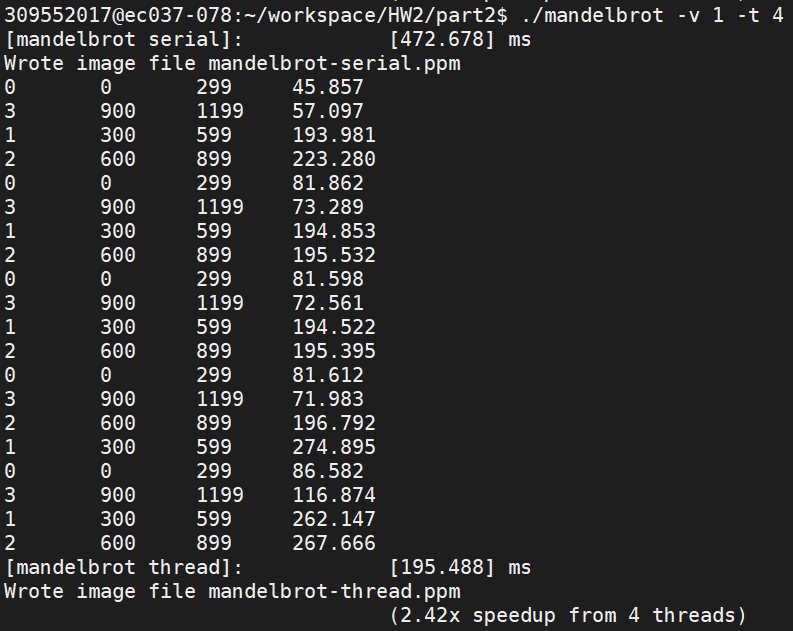 309552017@ec037-078:~/workspace/HW2/part2$ ./mandelbrot -v 1 -t 4
[mandelbrot serial]: [472.678] ms
Wrote image file mandelbrot-serial.ppm
0 0 299 45.857
3 900 1199 57.097
1 300 599 193.981
2 600 899 223.280
0 0 299 81.862
3 900 1199 73.289
1 300 599 194.853
2 600 899 195.532
0 0 299 81.598
3 900 1199 72.561
1 300 599 194.522
2 600 899 195.395
0 0 299 81.612
3 900 1199 71.983
2 600 899 196.792
1 300 599 274.895
0 0 299 86.582
3 900 1199 116.874
1 300 599 262.147
2 600 899 267.666
[mandelbrot thread]: [195.488] ms
Wrote image file mandelbrot-thread.ppm
(2.42x speedup from 4 threads)